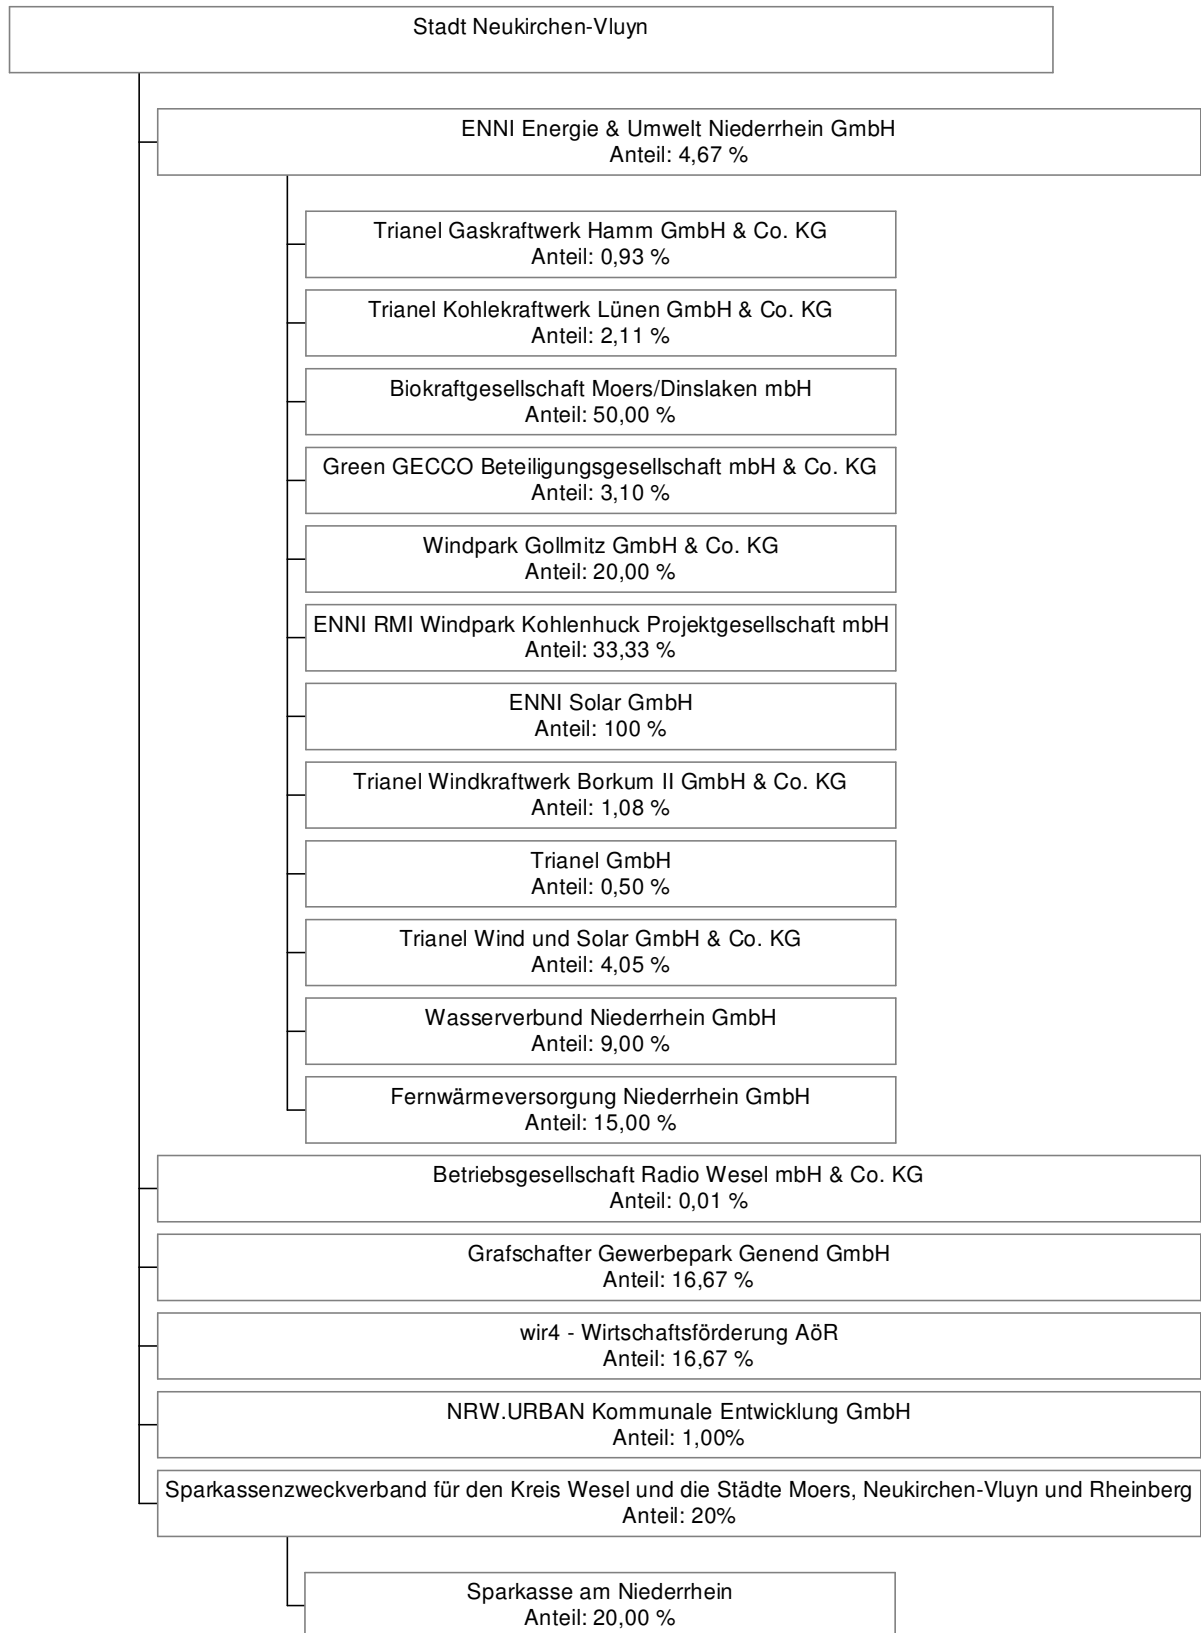 Stadt Neukirchen-Vluyn
ENNI Energie & Umwelt Niederrhein GmbH
Anteil: 4,67 %
Trianel Gaskraftwerk Hamm GmbH & Co. KG
Anteil: 0,93 %
Trianel Kohlekraftwerk Lünen GmbH & Co. KG
Anteil: 2,11 %
Biokraftgesellschaft Moers/Dinslaken mbH
Anteil: 50,00 %
Green GECCO Beteiligungsgesellschaft mbH & Co. KG
Anteil: 3,10 %
Windpark Gollmitz GmbH & Co. KG
Anteil: 20,00 %
ENNI RMI Windpark Kohlenhuck Projektgesellschaft mbH
Anteil: 33,33 %
ENNI Solar GmbH
Anteil: 100 %
Trianel Windkraftwerk Borkum II GmbH & Co. KG
Anteil: 1,08 %
Trianel GmbH
Anteil: 0,50 %
Trianel Wind und Solar GmbH & Co. KG
Anteil: 4,05 %
Wasserverbund Niederrhein GmbH
Anteil: 9,00 %
Fernwärmeversorgung Niederrhein GmbH
Anteil: 15,00 %
Betriebsgesellschaft Radio Wesel mbH & Co. KG
Anteil: 0,01 %
Grafschafter Gewerbepark Genend GmbH
Anteil: 16,67 %
wir4 - Wirtschaftsförderung AöR
Anteil: 16,67 %
NRW.URBAN Kommunale Entwicklung GmbH
Anteil: 1,00%
Sparkassenzweckverband für den Kreis Wesel und die Städte Moers, Neukirchen-Vluyn und Rheinberg
Anteil: 20%
Sparkasse am Niederrhein
Anteil: 20,00 %